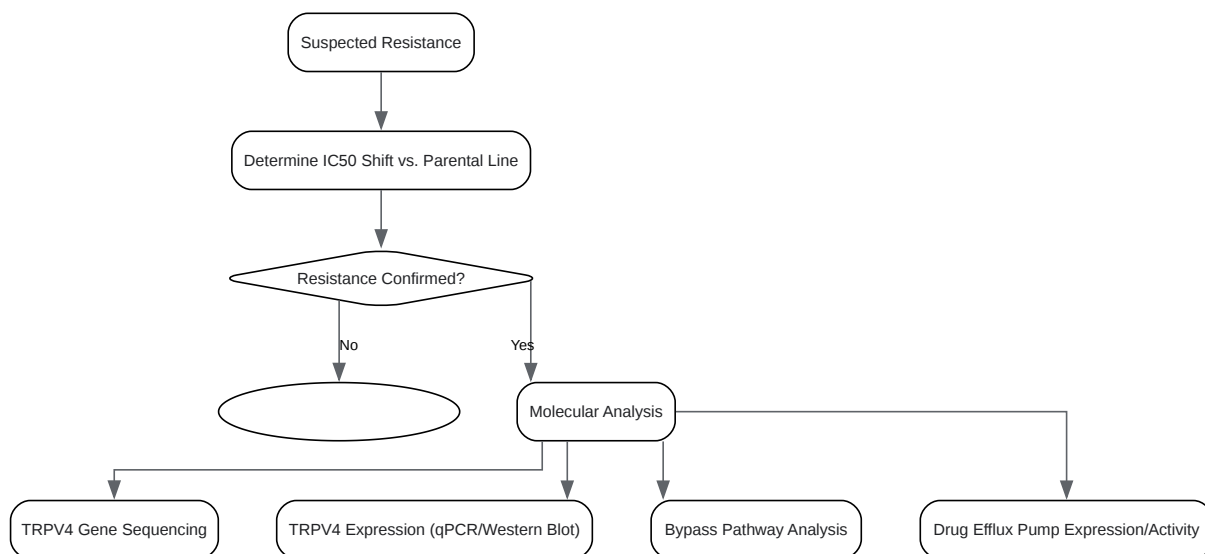 Suspected Resistance
Determine IC50 Shift vs. Parental Line
Resistance Confirmed?
No
Yes
Molecular Analysis
TRPV4 Gene Sequencing
TRPV4 Expression (qPCR/Western Blot)
Bypass Pathway Analysis
Drug Efflux Pump Expression/Activity